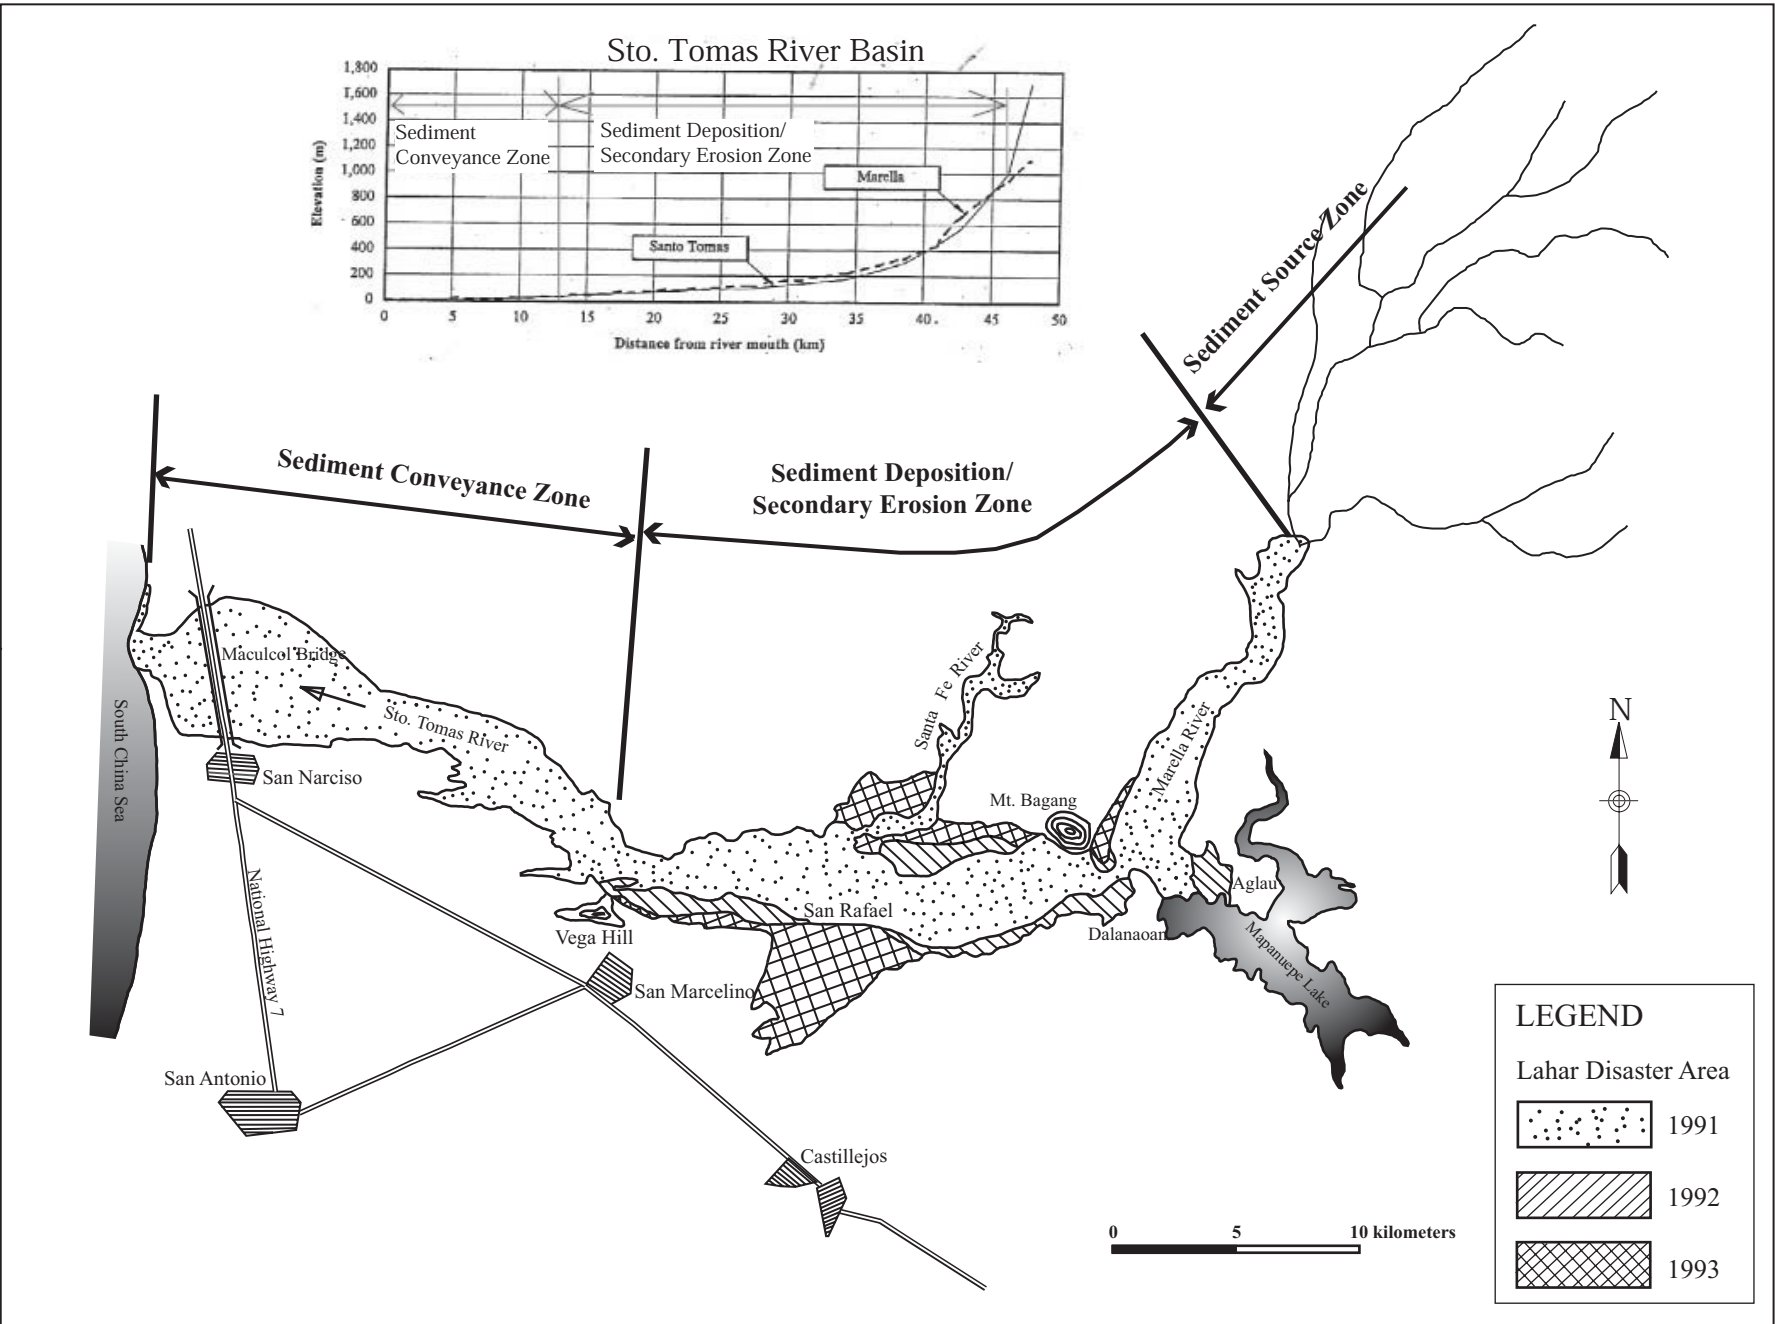 Sto. Tomas River Basin
1,800
1,600
1,400
1,200
1,000
800
600
400
200
0
Elevation (m)
Sediment
Conveyance Zone
Sediment Deposition/
Secondary Erosion Zone
Marella
Santo Tomas
0 5 10 15 20 25 30 35 40. 45 50
Distance from river mouth (km)
Sediment Source Zone
Sediment Conveyance Zone
Sediment Deposition/
Secondary Erosion Zone
Maculcol Bridge
Sto. Tomas River
South China Sea
San Narciso
National Highway 7
San Antonio
Vega Hill
San Marcelino
Castillejos
San Rafael
Santa Fe River
Mt. Bagang
Marella River
Aglau
Dalanaoan
Mapanuepe Lake
N
0 5 10 kilometers
LEGEND
Lahar Disaster Area
1991
1992
1993